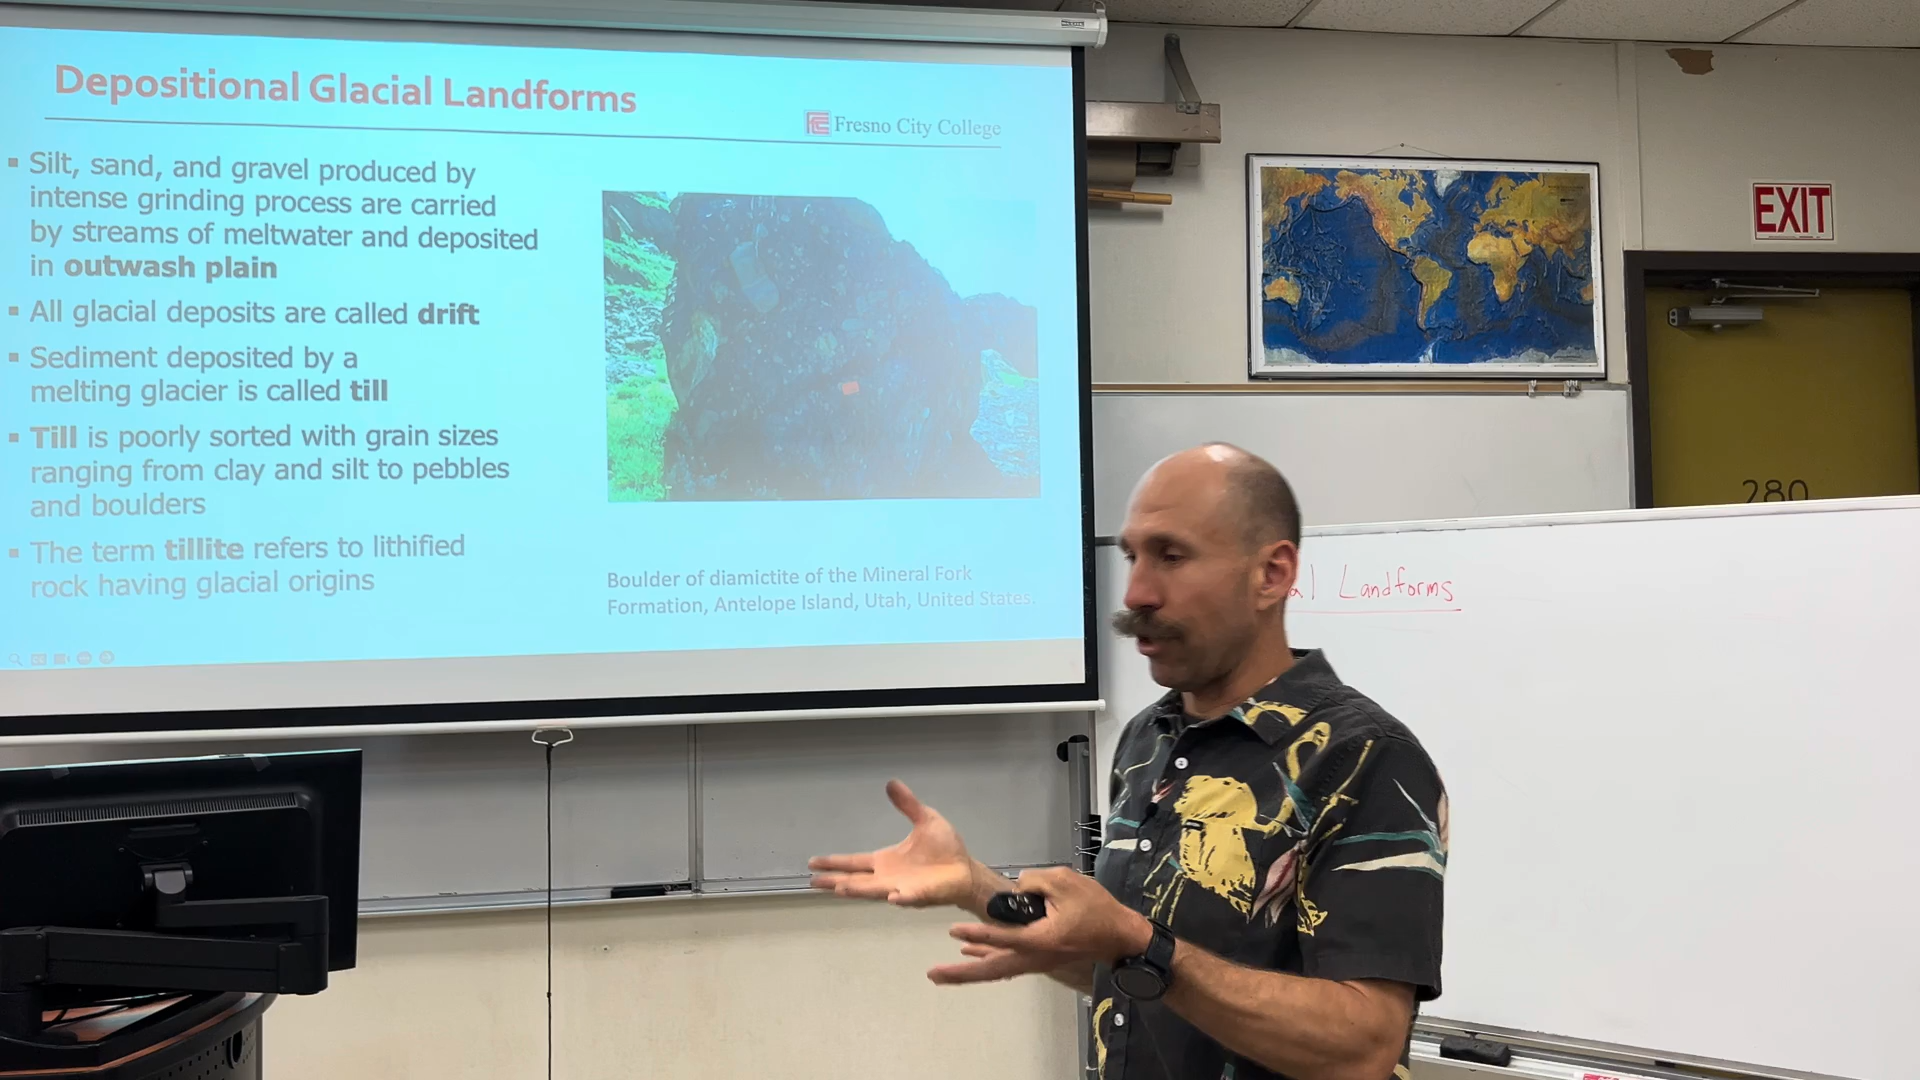 Depositional Glacial Landforms
Fresno City College
▪ Silt, sand, and gravel produced by
intense grinding process are carried
by streams of meltwater and deposited
in outwash plain
▪ All glacial deposits are called drift
▪ Sediment deposited by a
melting glacier is called till
▪ Till is poorly sorted with grain sizes
ranging from clay and silt to pebbles
and boulders
▪ The term tillite refers to lithified
rock having glacial origins
Boulder of diamictite of the Mineral Fork
Formation, Antelope Island, Utah, United States.
EXIT
280
al Landforms